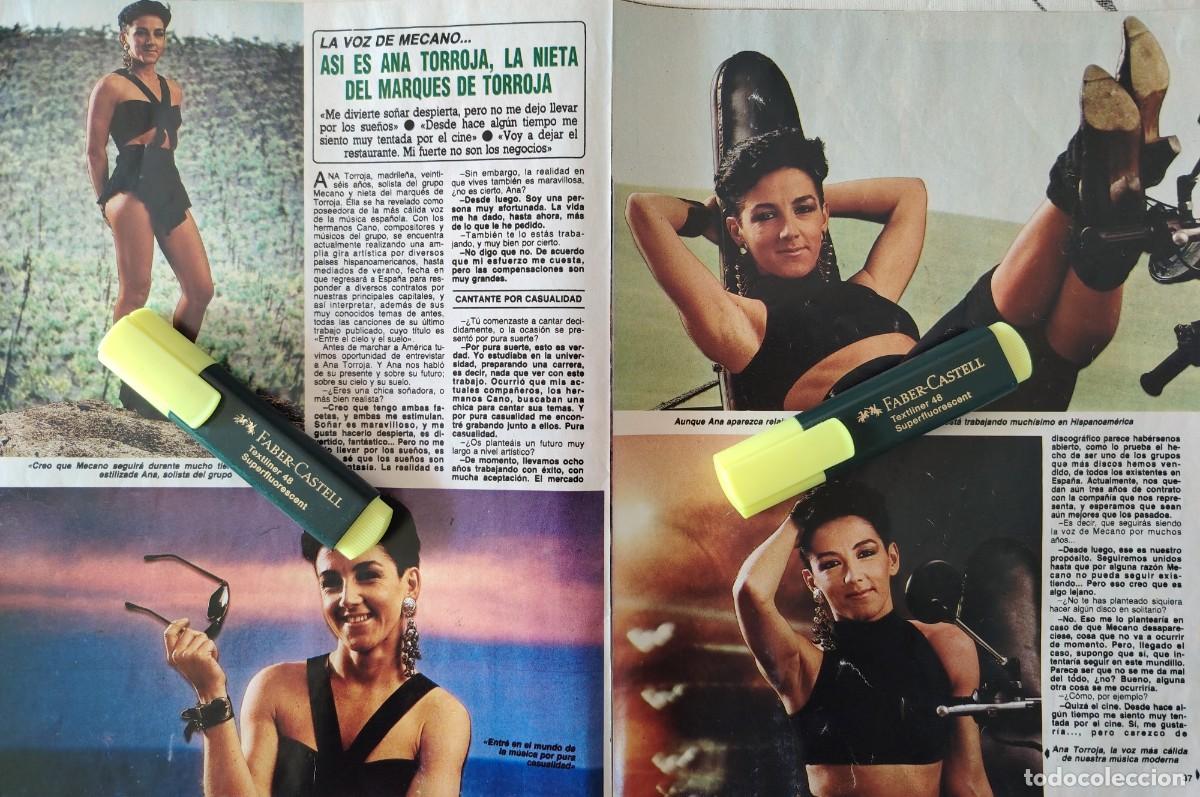 LA VOZ DE MECANO...
ASI ES ANA TORROJA, LA NIETA
DEL MARQUES DE TORROJA
«Me divierte soñar despierta, pero no me dejo llevar
por los sueños» ● «Desde hace algún tiempo me
siento muy tentada por el cine» ● «Voy a dejar el
restaurante. Mi fuerte no son los negocios»
ANA Torroja, madrileña, veinti-
séis años, solista del grupo
Mecano y nieta del marqués de
Torroja. Ella se ha revelado como
poseedora de la más cálida voz
de la música española. Con los
hermanos Cano, compositores y
músicos del grupo, se encuentra
actualmente realizando una am-
plia gira artística por diversos
países hispanoamericanos, hasta
mediados de verano, fecha en
que regresará a España para res-
ponder a diversos contratos por
nuestras principales capitales, y
así interpretar, además de sus
muy conocidos temas de antes,
todas las canciones de su último
trabajo publicado, cuyo título es
«Entre el cielo y el suelo».
Antes de marchar a América tu-
vimos oportunidad de entrevistar
a Ana Torroja. Y Ana nos habló
de su presente y sobre su futuro;
sobre su cielo y su suelo.
–¿Eres una chica soñadora, o
más bien realista?
–Creo que tengo ambas fa-
cetas, y ambas me estimulan.
Soñar es maravilloso, y me
gusta hacerlo despierta, es di-
vertido, fantástico... Pero no me
llevar por los sueños, es
sé que los sueños son
La realidad es
–Sin embargo, la realidad en
que vives también es maravillosa,
¿no es cierto, Ana?
–Desde luego. Soy una per-
sona muy afortunada. La vida
me ha dado, hasta ahora, más
de lo que le he pedido.
–También te lo estás traba-
jando, y muy bien por cierto.
–No digo que no. De acuerdo
que mi esfuerzo me cuesta,
pero las compensaciones son
muy grandes.
CANTANTE POR CASUALIDAD
–¿Tú comenzaste a cantar deci-
didamente, o la ocasión se pre-
sentó por pura suerte?
–Por pura suerte, esto es ver-
dad. Yo estudiaba en la univer-
sidad, preparando una carrera,
es decir, nada que ver con este
trabajo. Ocurrió que mis ac-
tuales compañeros, los her-
manos Cano, buscaban una
chica para cantar sus temas. Y
por pura casualidad me encon-
tré grabando junto a ellos. Pura
casualidad.
–¿Os planteáis un futuro muy
largo a nivel artístico?
–De momento, llevamos ocho
años trabajando con éxito, con
mucha aceptación. El mercado
«Creo que Mecano seguirá durante mucho
estilizada Ana, solista del grupo
FABER-CASTELL
Textliner 48
Superfluorescent
«Entré en el mundo de
la música por pura
casualidad»
Aunque Ana aparezca
está trabajando muchísimo en Hispanoamérica
FABER-CASTELL
Textliner 48
Superfluorescent
discográfico parece habérsenos
abierto, como lo prueba el he-
cho de ser uno de los grupos
que más discos hemos ven-
dido, de todos los existentes en
España. Actualmente, nos que-
dan aún tres años de contrato
con la compañía que nos repre-
senta, y esperamos que sean
aún mejores que los pasados.
–Es decir, que seguirás siendo
la voz de Mecano por muchos
años...
–Desde luego, ese es nuestro
propósito. Seguiremos unidos
hasta que por alguna razón Me-
cano no pueda seguir exis-
tiendo... Pero eso creo que es
algo lejano.
–¿No te has planteado siquiera
hacer algún disco en solitario?
–No. Eso me lo plantearía en
caso de que Mecano desapare-
ciése, cosa que no va a ocurrir
de momento. Pero, llegado el
caso, supongo que sí, que in-
tentaría seguir en este mundillo.
Parece ser que no se me da mal
del todo, ¿no? Bueno, alguna
otra cosa se me ocurriría.
–¿Cómo, por ejemplo?
–Quizá el cine. Desde hace al-
gún tiempo me siento muy ten-
tada por el cine. Sí, me gusta-
ría..., pero carezco de
Ana Torroja, la voz más cálida
de nuestra música moderna
37
todocoleccion